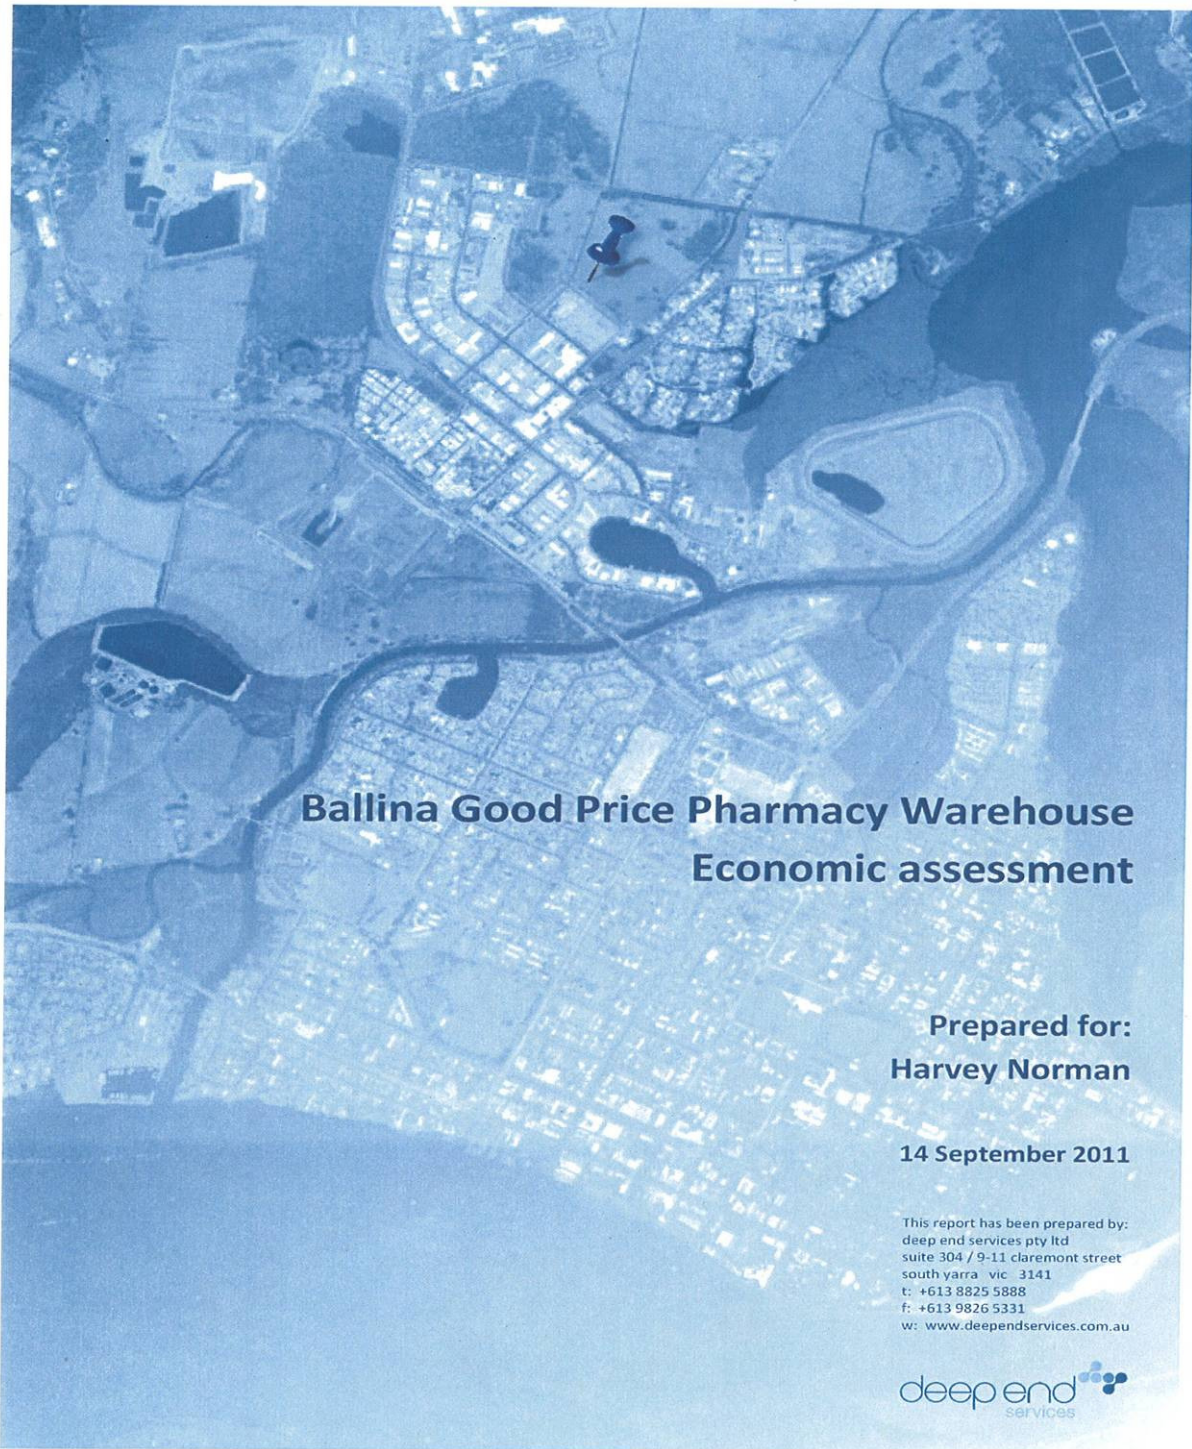 Ballina Good Price Pharmacy Warehouse
Economic assessment
Prepared for:
Harvey Norman
14 September 2011
This report has been prepared by:
deep end services pty ltd
suite 304 / 9-11 claremont street
south yarra vic 3141
t: +613 8825 5888
f: +613 9826 5331
w: www.deependservices.com.au
deep end
services